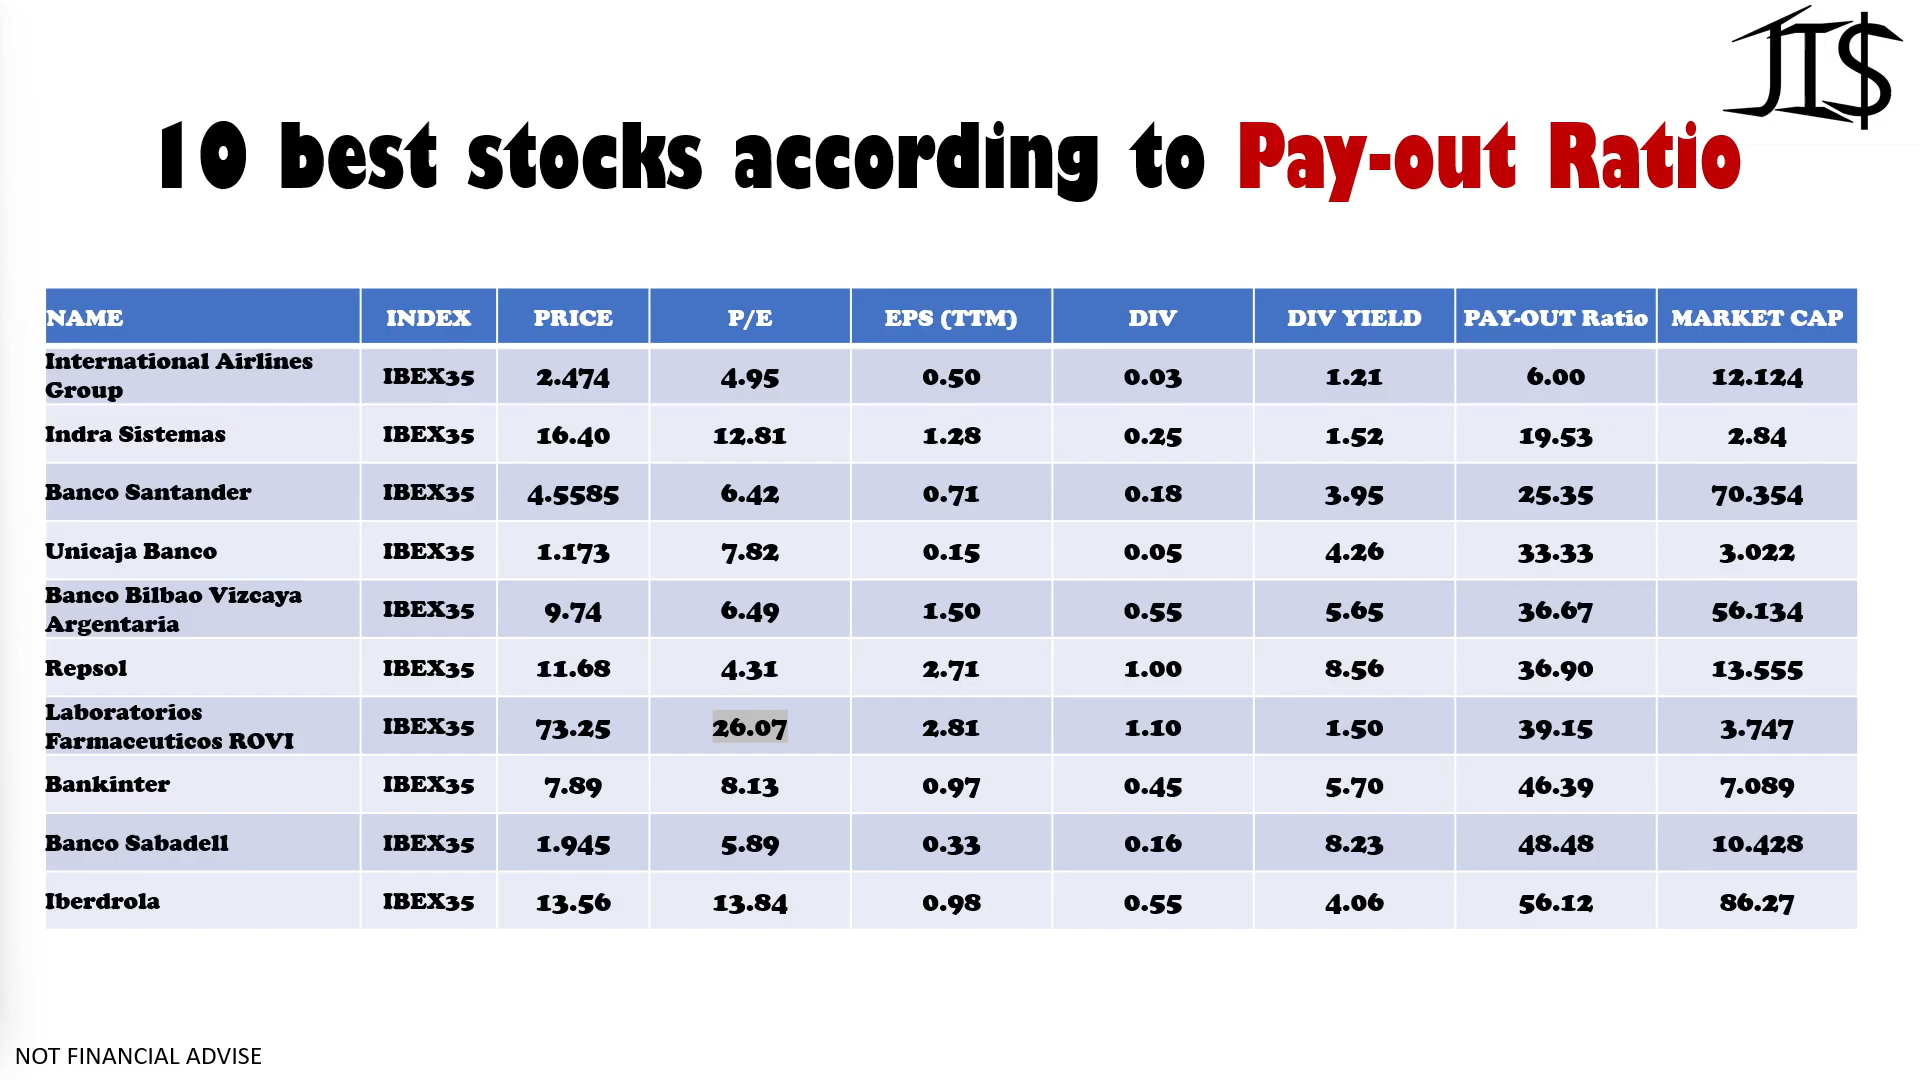 JI$
10 best stocks according to Pay-out Ratio
NAME INDEX PRICE P/E EPS (TTM) DIV DIV YIELD PAY-OUT Ratio MARKET CAP
International Airlines
Group IBEX35 2.474 4.95 0.50 0.03 1.21 6.00 12.124
Indra Sistemas IBEX35 16.40 12.81 1.28 0.25 1.52 19.53 2.84
Banco Santander IBEX35 4.5585 6.42 0.71 0.18 3.95 25.35 70.354
Unicaja Banco IBEX35 1.173 7.82 0.15 0.05 4.26 33.33 3.022
Banco Bilbao Vizcaya
Argentaria IBEX35 9.74 6.49 1.50 0.55 5.65 36.67 56.134
Repsol IBEX35 11.68 4.31 2.71 1.00 8.56 36.90 13.555
Laboratorios
Farmaceuticos ROVI IBEX35 73.25 26.07 2.81 1.10 1.50 39.15 3.747
Bankinter IBEX35 7.89 8.13 0.97 0.45 5.70 46.39 7.089
Banco Sabadell IBEX35 1.945 5.89 0.33 0.16 8.23 48.48 10.428
Iberdrola IBEX35 13.56 13.84 0.98 0.55 4.06 56.12 86.27
NOT FINANCIAL ADVISE